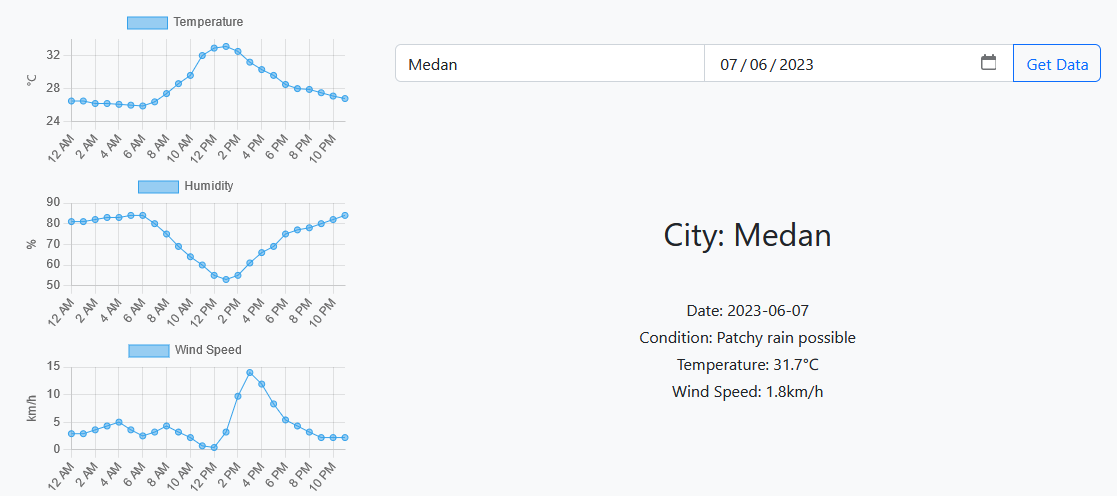 Temperature
°C
32
28
24
12 AM 2 AM 4 AM 6 AM 8 AM 10 AM 12 PM 2 PM 4 PM 6 PM 8 PM 10 PM
Humidity
%
90
80
70
60
50
12 AM 2 AM 4 AM 6 AM 8 AM 10 AM 12 PM 2 PM 4 PM 6 PM 8 PM 10 PM
Wind Speed
km/h
15
10
5
0
12 AM 2 AM 4 AM 6 AM 8 AM 10 AM 12 PM 2 PM 4 PM 6 PM 8 PM 10 PM
Medan 07/06/2023 Get Data
City: Medan
Date: 2023-06-07
Condition: Patchy rain possible
Temperature: 31.7°C
Wind Speed: 1.8km/h